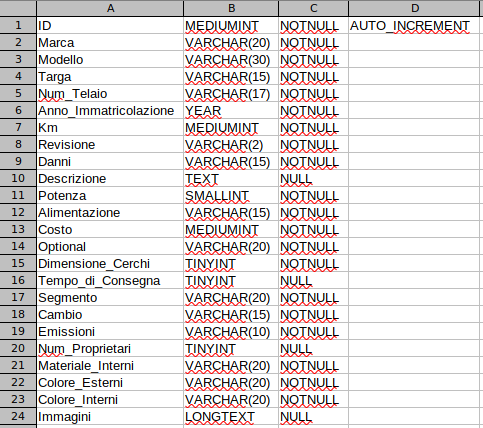 A B C D
1 ID MEDIUMINT NOTNULL AUTO_INCREMENT
2 Marca VARCHAR(20) NOTNULL
3 Modello VARCHAR(30) NOTNULL
4 Targa VARCHAR(15) NOTNULL
5 Num_Telaio VARCHAR(17) NOTNULL
6 Anno_Immatricolazione YEAR NOTNULL
7 Km MEDIUMINT NOTNULL
8 Revisione VARCHAR(2) NOTNULL
9 Danni VARCHAR(15) NOTNULL
10 Descrizione TEXT NULL
11 Potenza SMALLINT NOTNULL
12 Alimentazione VARCHAR(15) NOTNULL
13 Costo MEDIUMINT NOTNULL
14 Optional VARCHAR(20) NOTNULL
15 Dimensione_Cerchi TINYINT NOTNULL
16 Tempo_di_Consegna TINYINT NULL
17 Segmento VARCHAR(20) NOTNULL
18 Cambio VARCHAR(15) NOTNULL
19 Emissioni VARCHAR(10) NOTNULL
20 Num_Proprietari TINYINT NULL
21 Materiale_Interni VARCHAR(20) NOTNULL
22 Colore_Esterni VARCHAR(20) NOTNULL
23 Colore_Interni VARCHAR(20) NOTNULL
24 Immagini LONGTEXT NULL